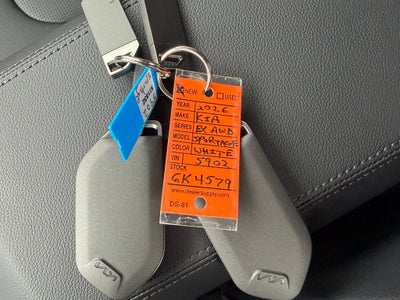 NEW USED
YEAR 2026
MAKE KIA
SERIES EX AWD
MODEL SPORTAGE
COLOR WHITE
VIN 5902
STOCK GK4579
www.dealersupply.com
DS-81
KIA